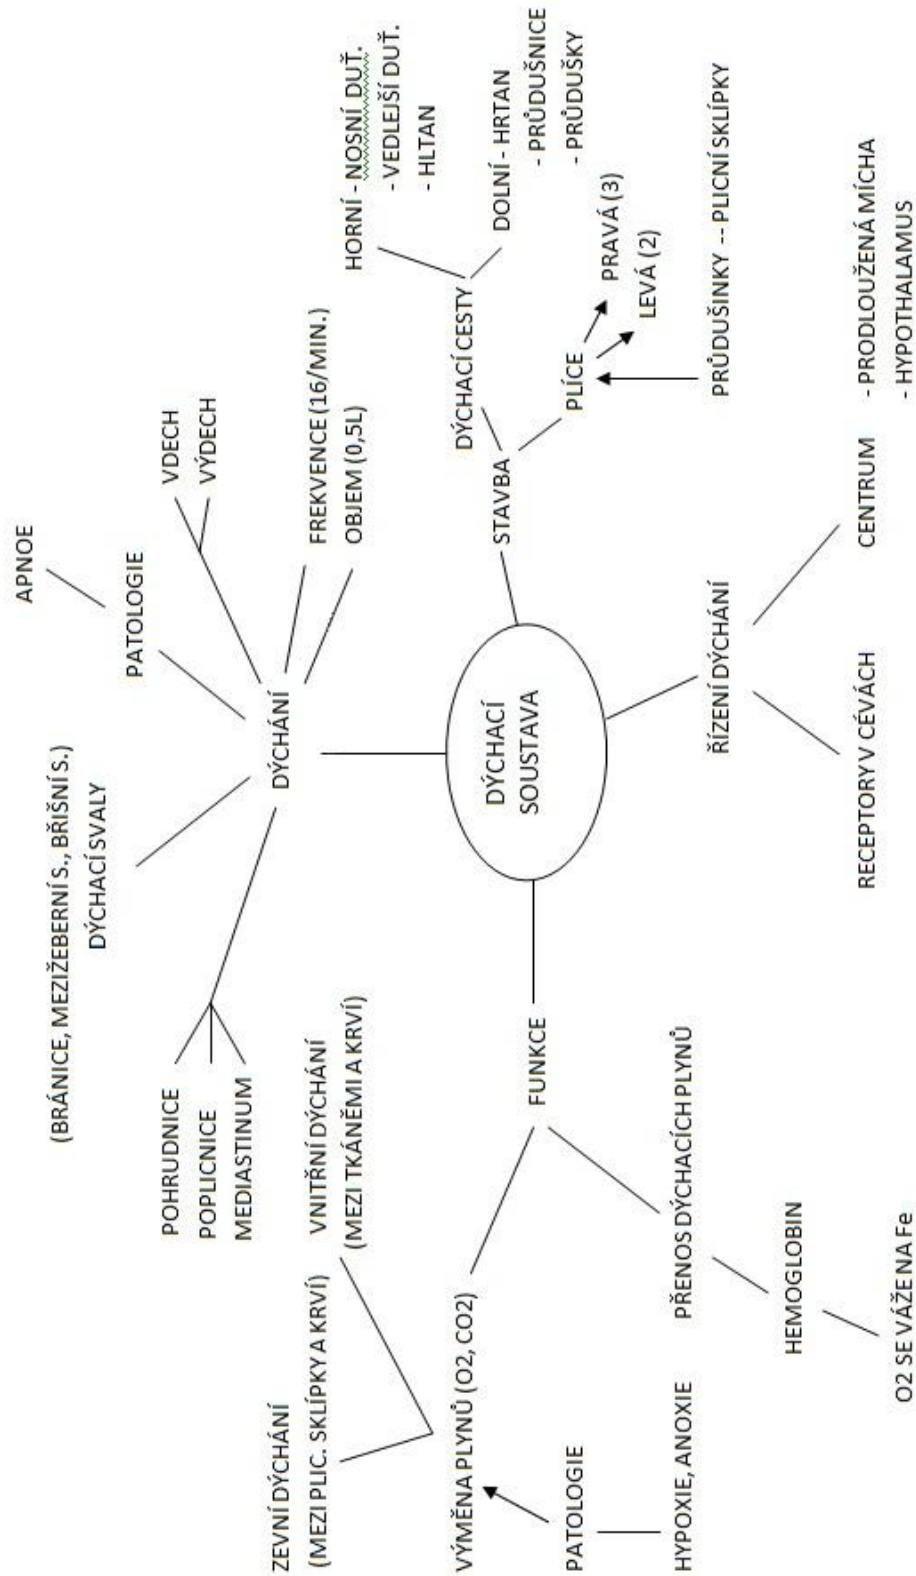 DÝCHACÍ
SOUSTAVA
DÝCHÁNÍ
POHRUDNICE
POPLICNICE
MEDIASTINUM
(BRÁNICE, MEZIŽEBERNÍ S., BŘIŠNÍ S.)
DÝCHACÍ SVALY
PATOLOGIE
APNOE
VDECH
VÝDECH
FREKVENCE (16/MIN.)
OBJEM (0,5L)
STAVBA
DÝCHACÍ CESTY
HORNÍ - NOSNÍ DUŤ.
- VEDLEJŠÍ DUŤ.
- HLTAN
DOLNÍ - HRTAN
- PRŮDUŠNICE
- PRŮDUŠKY
PLÍCE
PRAVÁ (3)
LEVÁ (2)
PRŮDUŠINKY -- PLICNÍ SKLÍPKY
ŘÍZENÍ DÝCHÁNÍ
RECEPTORY V CÉVÁCH
CENTRUM
- PRODLOUŽENÁ MÍCHA
- HYPOTHALAMUS
FUNKCE
VÝMĚNA PLYNŮ (O2, CO2)
ZEVNÍ DÝCHÁNÍ
(MEZI PLIC. SKLÍPKY A KRVÍ)
VNITŘNÍ DÝCHÁNÍ
(MEZI TKÁNĚMI A KRVÍ)
PATOLOGIE
HYPOXIE, ANOXIE
PŘENOS DÝCHACÍCH PLYNŮ
HEMOGLOBIN
O2 SE VÁŽE NA Fe